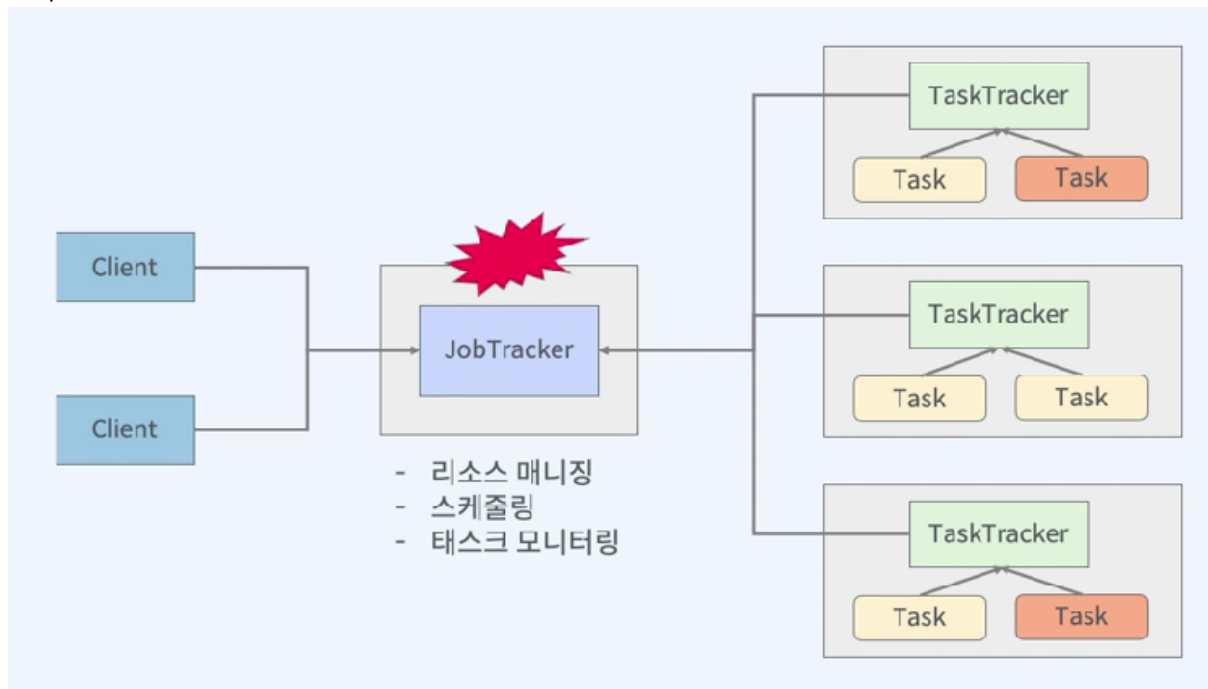 Client
Client
JobTracker
- 리소스 매니징
- 스케줄링
- 태스크 모니터링
TaskTracker
Task Task
TaskTracker
Task Task
TaskTracker
Task Task